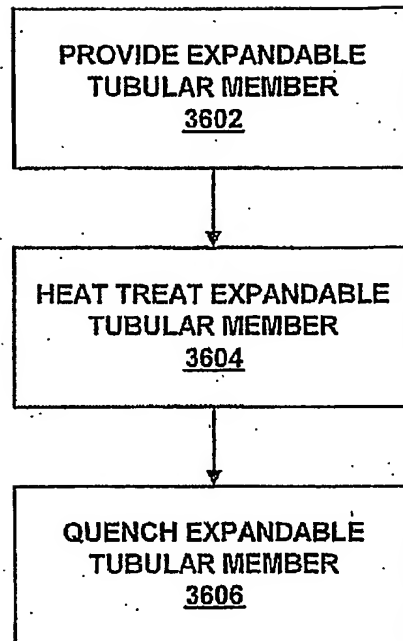 PROVIDE EXPANDABLE
TUBULAR MEMBER
3602
HEAT TREAT EXPANDABLE
TUBULAR MEMBER
3604
QUENCH EXPANDABLE
TUBULAR MEMBER
3606